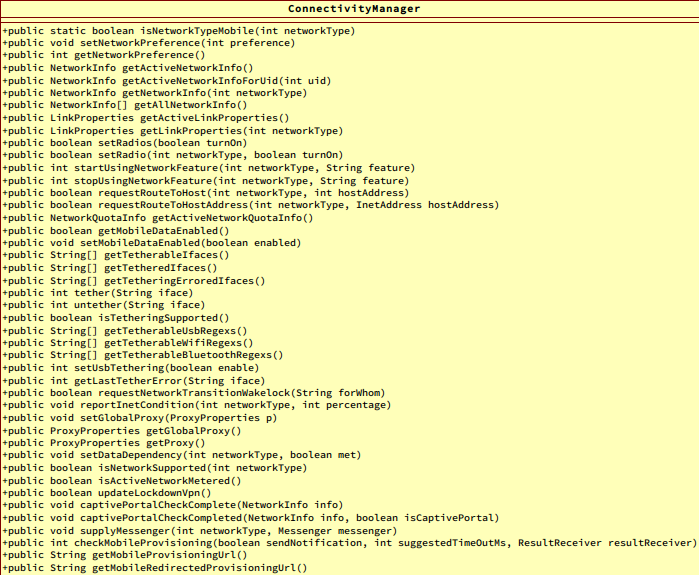 ConnectivityManager
+public static boolean isNetworkTypeMobile(int networkType)
+public void setNetworkPreference(int preference)
+public int getNetworkPreference()
+public NetworkInfo getActiveNetworkInfo()
+public NetworkInfo getActiveNetworkInfoForUid(int uid)
+public NetworkInfo getNetworkInfo(int networkType)
+public NetworkInfo[] getAllNetworkInfo()
+public LinkProperties getActiveLinkProperties()
+public LinkProperties getLinkProperties(int networkType)
+public boolean setRadios(boolean turnOn)
+public boolean setRadio(int networkType, boolean turnOn)
+public int startUsingNetworkFeature(int networkType, String feature)
+public int stopUsingNetworkFeature(int networkType, String feature)
+public boolean requestRouteToHost(int networkType, int hostAddress)
+public boolean requestRouteToHostAddress(int networkType, InetAddress hostAddress)
+public NetworkQuotaInfo getActiveNetworkQuotaInfo()
+public boolean getMobileDataEnabled()
+public void setMobileDataEnabled(boolean enabled)
+public String[] getTetherableIfaces()
+public String[] getTetheredIfaces()
+public String[] getTetheringErroredIfaces()
+public int tether(String iface)
+public int untether(String iface)
+public boolean isTetheringSupported()
+public String[] getTetherableUsbRegexs()
+public String[] getTetherableWifiRegexs()
+public String[] getTetherableBluetoothRegexs()
+public int setUsbTethering(boolean enable)
+public int getLastTetherError(String iface)
+public boolean requestNetworkTransitionWakelock(String forWhom)
+public void reportInetCondition(int networkType, int percentage)
+public void setGlobalProxy(ProxyProperties p)
+public ProxyProperties getGlobalProxy()
+public ProxyProperties getProxy()
+public void setDataDependency(int networkType, boolean met)
+public boolean isNetworkSupported(int networkType)
+public boolean isActiveNetworkMetered()
+public boolean updateLockdownVpn()
+public void captivePortalCheckComplete(NetworkInfo info)
+public void captivePortalCheckCompleted(NetworkInfo info, boolean isCaptivePortal)
+public void supplyMessenger(int networkType, Messenger messenger)
+public int checkMobileProvisioning(boolean sendNotification, int suggestedTimeOutMs, ResultReceiver resultReceiver)
+public String getMobileProvisioningUrl()
+public String getMobileRedirectedProvisioningUrl()